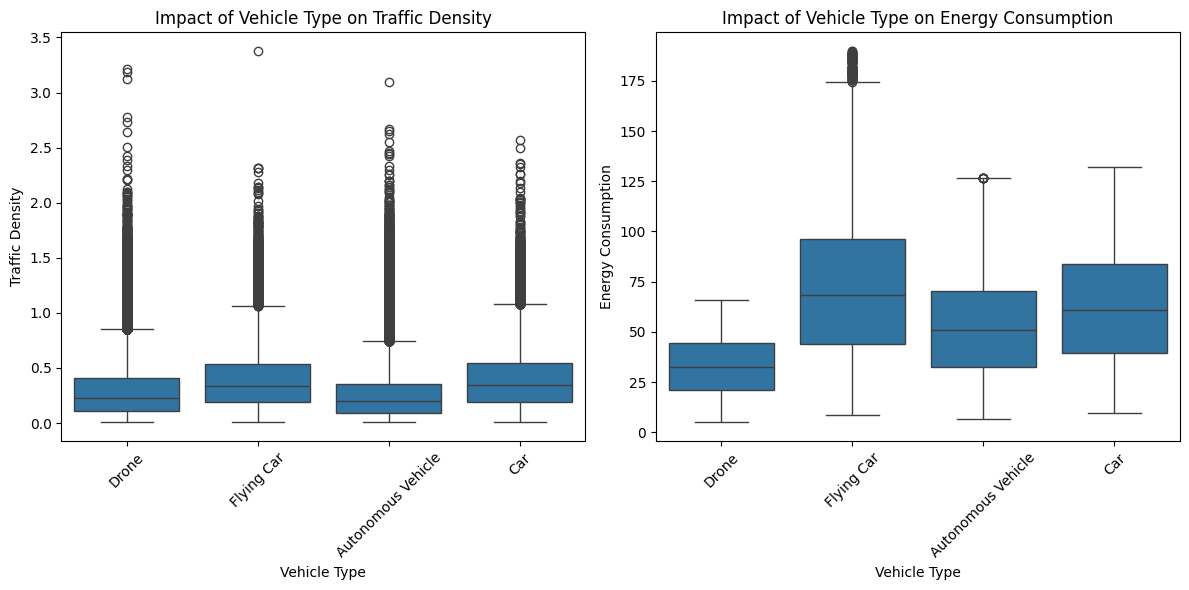 Impact of Vehicle Type on Traffic Density
Traffic Density
3.5
3.0
2.5
2.0
1.5
1.0
0.5
0.0
Drone
Flying Car
Autonomous Vehicle
Car
Vehicle Type
Impact of Vehicle Type on Energy Consumption
Energy Consumption
175
150
125
100
75
50
25
0
Drone
Flying Car
Autonomous Vehicle
Car
Vehicle Type